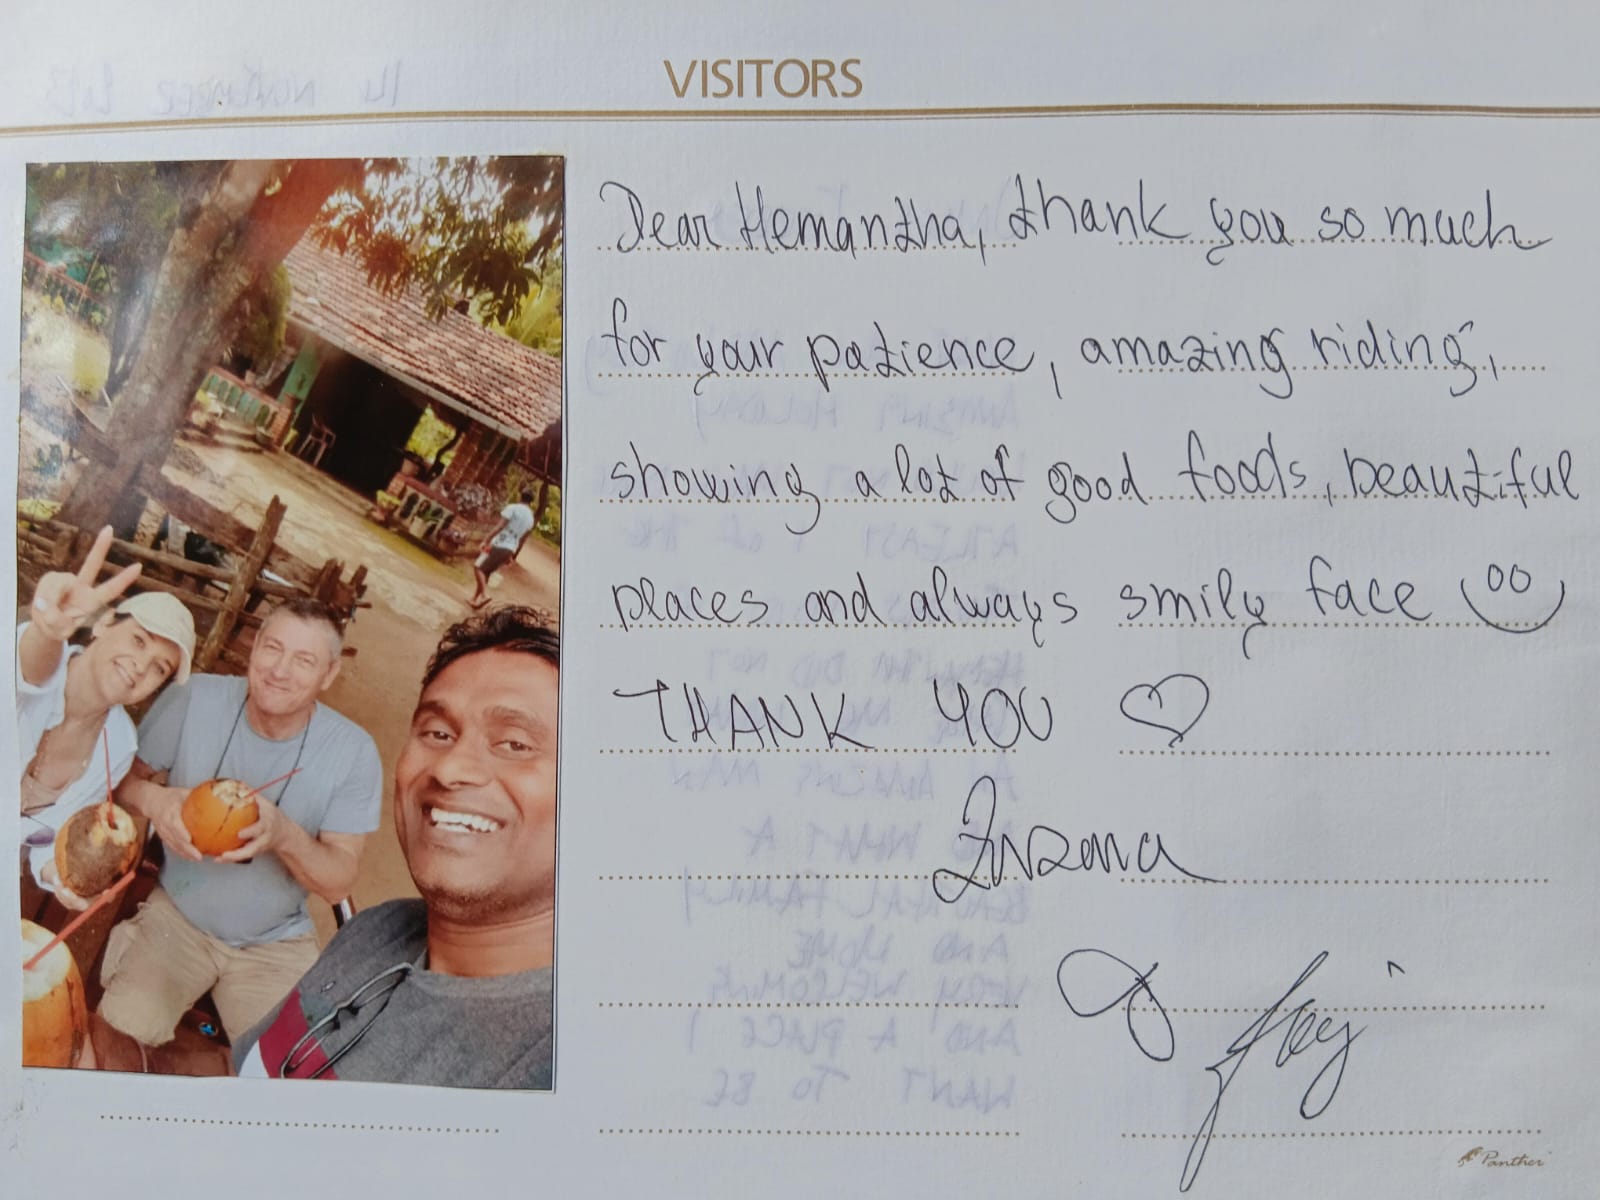 VISITORS
Dear Hemantha, thank you so much
for your patience, amazing riding,
showing a lot of good foods, beautiful
places and always smily face
THANK YOU
Zuzana
Panther